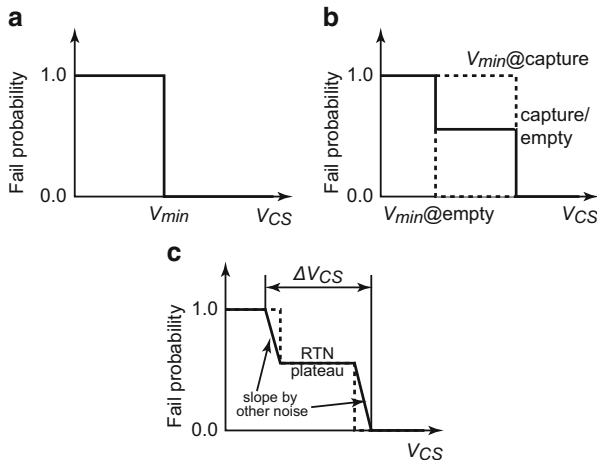 a
Fail probability
1.0
0.0
Vmin
VCS
b
Fail probability
1.0
0.0
Vmin@capture
capture/
empty
Vmin@empty
VCS
c
ΔVCS
Fail probability
1.0
0.0
RTN
plateau
slope by
other noise
VCS